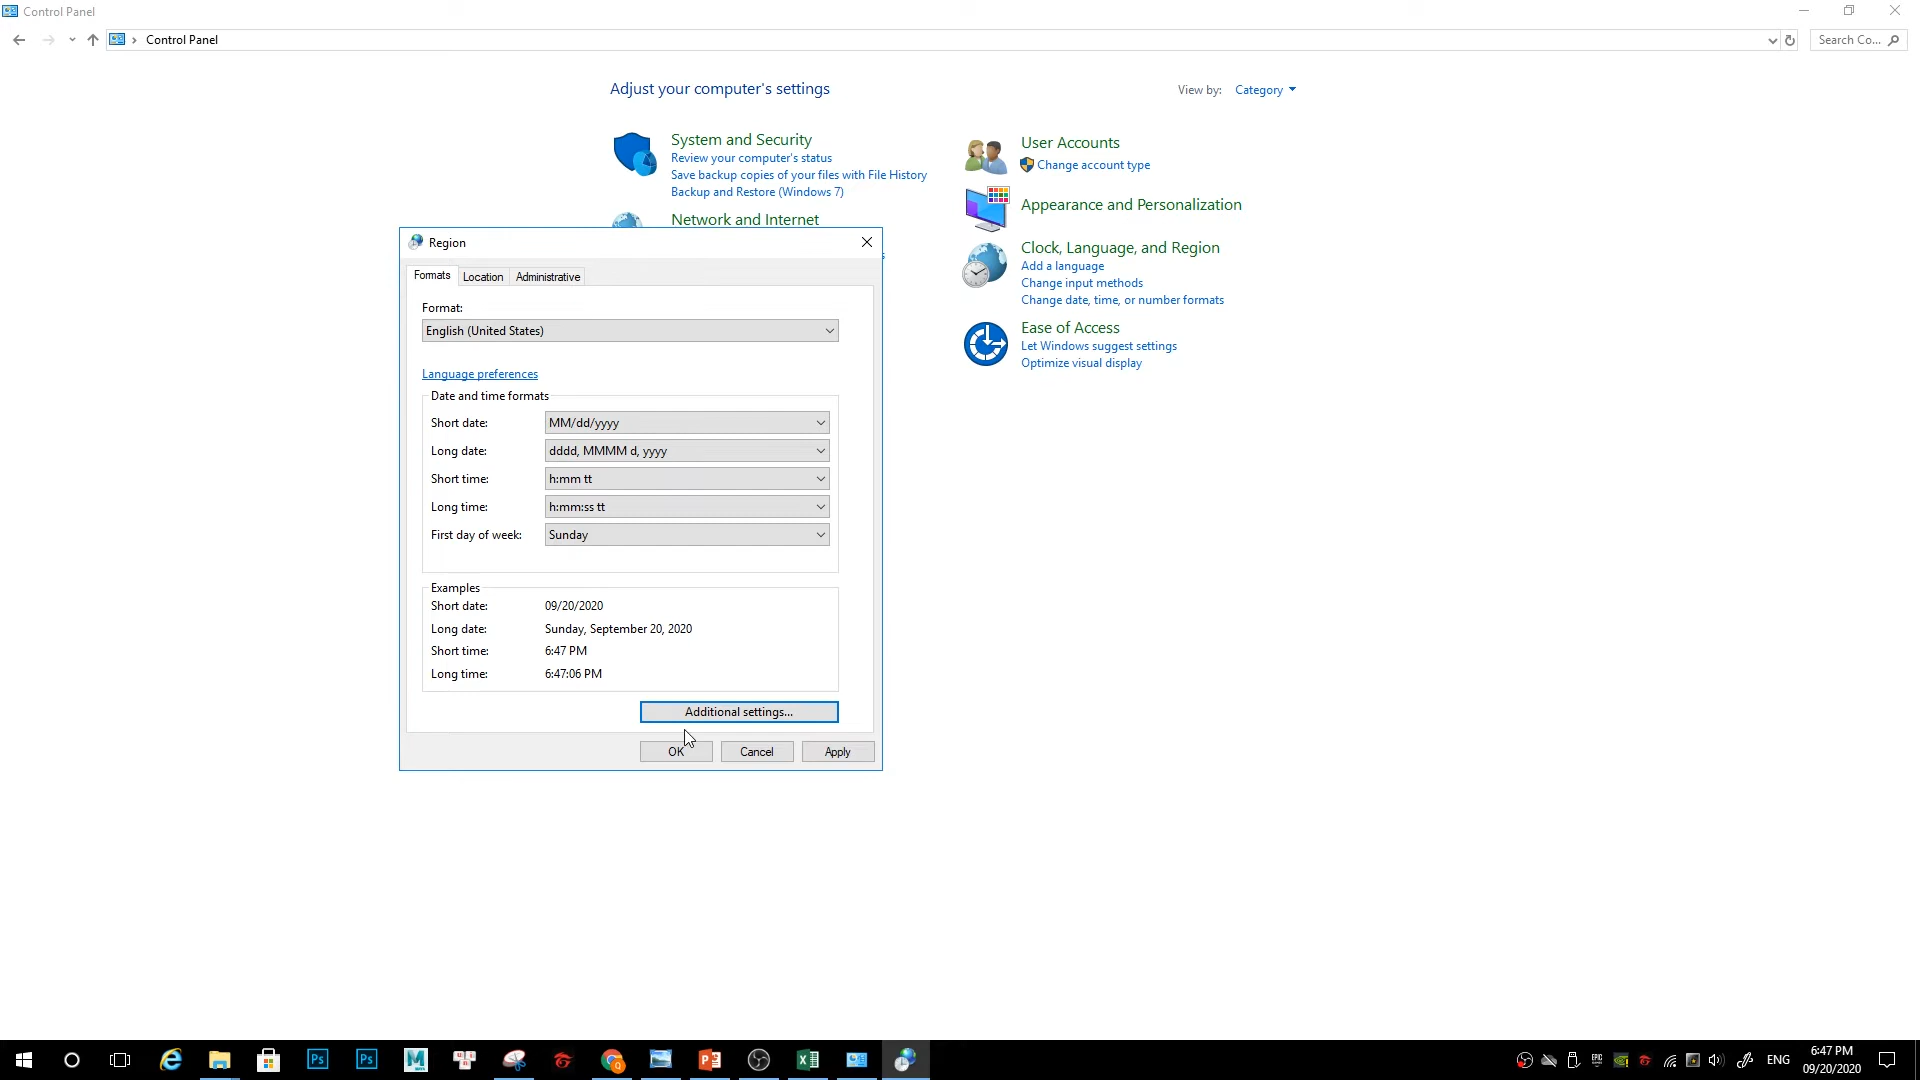 Control Panel
Control Panel
Search Co...
Adjust your computer's settings
View by: Category
System and Security
Review your computer's status
Save backup copies of your files with File History
Backup and Restore (Windows 7)
Network and Internet
User Accounts
Change account type
Appearance and Personalization
Clock, Language, and Region
Add a language
Change input methods
Change date, time, or number formats
Ease of Access
Let Windows suggest settings
Optimize visual display
Region
Formats Location Administrative
Format:
English (United States)
Language preferences
Date and time formats
Short date: MM/dd/yyyy
Long date: dddd, MMMM d, yyyy
Short time: h:mm tt
Long time: h:mm:ss tt
First day of week: Sunday
Examples
Short date: 09/20/2020
Long date: Sunday, September 20, 2020
Short time: 6:47 PM
Long time: 6:47:06 PM
Additional settings...
OK Cancel Apply
Ps Ps M
ENG
6:47 PM
09/20/2020